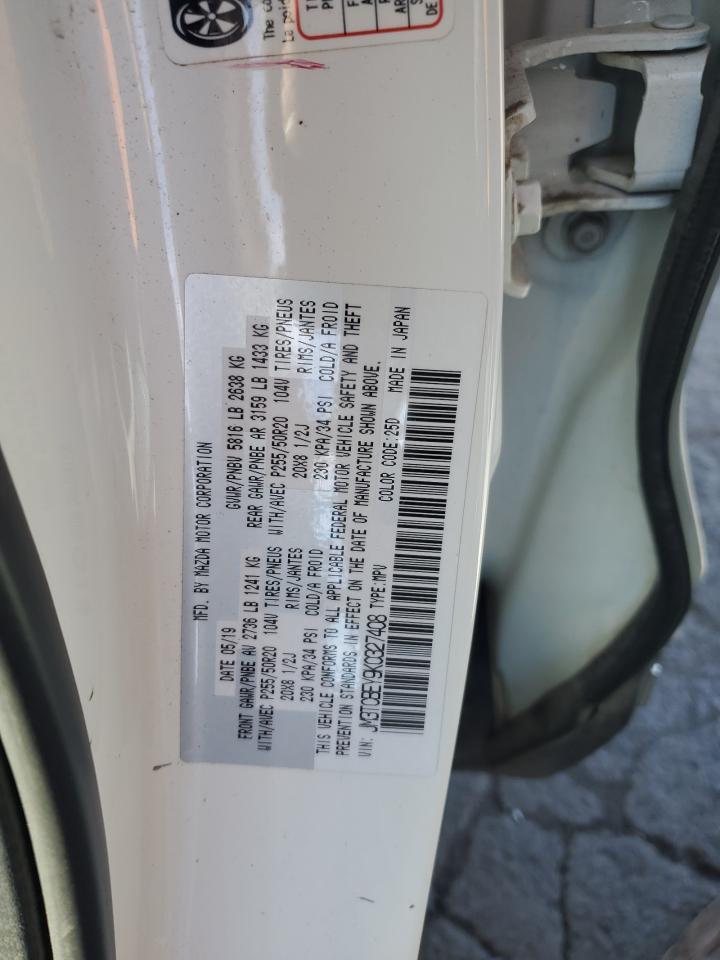 The co
La paid
MFD. BY MAZDA MOTOR CORPORATION
DATE 05/19 GVWR/PNBV 5816 LB 2638 KG
FRONT GAWR/PNBE AV 2736 LB 1241 KG REAR GAWR/PNBE AR 3159 LB 1433 KG
WITH/AVEC P255/50R20 104V TIRES/PNEUS WITH/AVEC P255/50R20 104V TIRES/PNEUS
20X8 1/2J RIMS/JANTES 20X8 1/2J RIMS/JANTES
230 KPA/34 PSI COLD/A FROID 230 KPA/34 PSI COLD/A FROID
THIS VEHICLE CONFORMS TO ALL APPLICABLE FEDERAL MOTOR VEHICLE SAFETY AND THEFT
PREVENTION STANDARDS IN EFFECT ON THE DATE OF MANUFACTURE SHOWN ABOVE.
VIN: JM3TCBEY9K0327408 TYPE:MPV COLOR CODE:25D MADE IN JAPAN